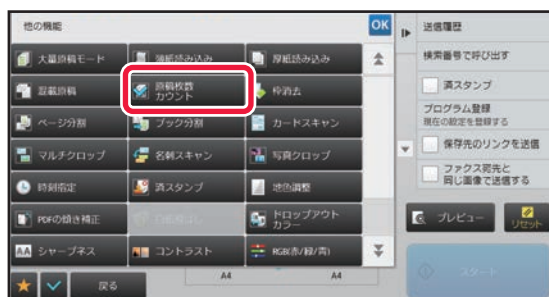 他の機能
OK
大量原稿モード
薄紙読み込み
厚紙読み込み
混載原稿
原稿枚数
カウント
枠消去
ページ分割
ブック分割
カードスキャン
マルチクロップ
名刺スキャン
写真クロップ
時刻指定
済スタンプ
地色調整
PDFの傾き補正
白紙飛ばし
ドロップアウト
カラー
AA シャープネス
コントラスト
RGB(赤/緑/青)
戻る
A4
A4
送信履歴
検索番号で呼び出す
済スタンプ
プログラム登録
現在の設定を登録する
保存先のリンクを送信
ファクス宛先と
同じ画像で送信する
プレビュー
リセット
スタート